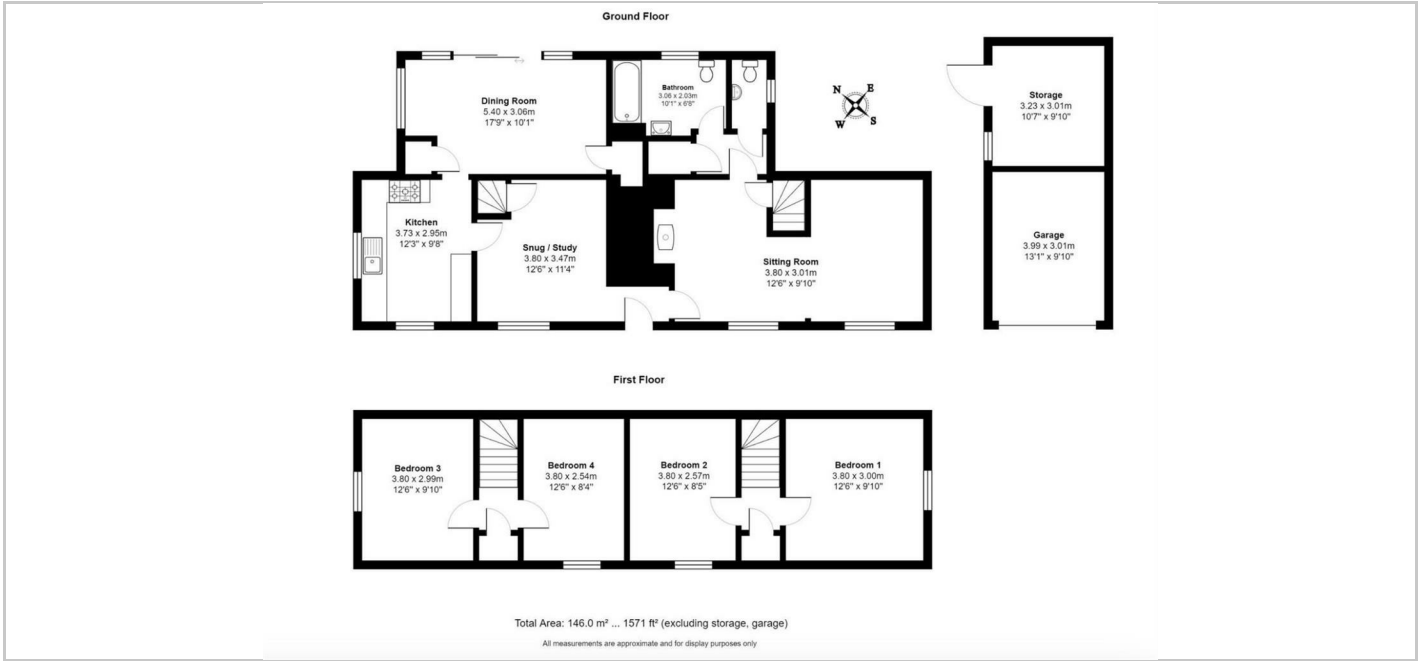 Ground Floor
Dining Room
5.40 x 3.06m
17'9" x 10'1"
Bathroom
3.06 x 2.03m
10'1" x 6'8"
N
E
W
S
Storage
3.23 x 3.01m
10'7" x 9'10"
Kitchen
3.73 x 2.95m
12'3" x 9'8"
Snug / Study
3.80 x 3.47m
12'6" x 11'4"
Sitting Room
3.80 x 3.01m
12'6" x 9'10"
Garage
3.99 x 3.01m
13'1" x 9'10"
First Floor
Bedroom 3
3.80 x 2.99m
12'6" x 9'10"
Bedroom 4
3.80 x 2.54m
12'6" x 8'4"
Bedroom 2
3.80 x 2.57m
12'6" x 8'5"
Bedroom 1
3.80 x 3.00m
12'6" x 9'10"
Total Area: 146.0 m² ... 1571 ft² (excluding storage, garage)
All measurements are approximate and for display purposes only